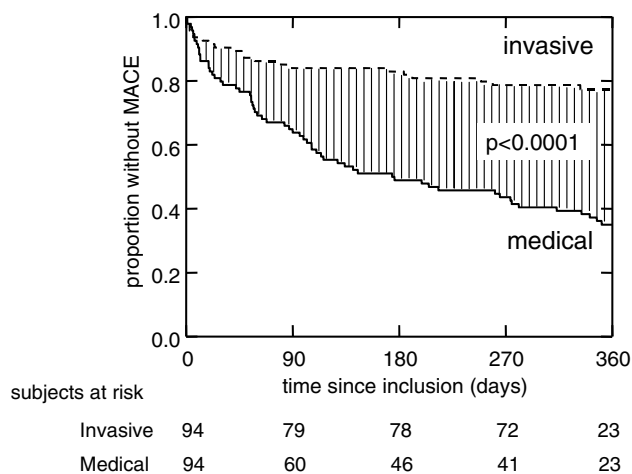 1.0
0.8
0.6
0.4
0.2
0.0
proportion without MACE
invasive
p<0.0001
medical
0 90 180 270 360
time since inclusion (days)
subjects at risk
Invasive 94 79 78 72 23
Medical 94 60 46 41 23